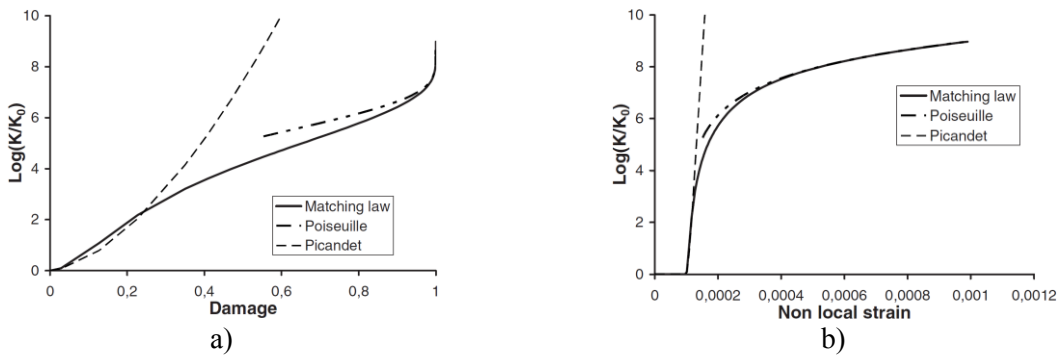 10
8
6
4
2
0
Log(K/K0)
Matching law
Poiseuille
Picandet
0 0,2 0,4 0,6 0,8 1
Damage
a)
10
8
6
4
2
0
Log(K/K0)
Matching law
Poiseuille
Picandet
0 0,0002 0,0004 0,0006 0,0008 0,001 0,0012
Non local strain
b)